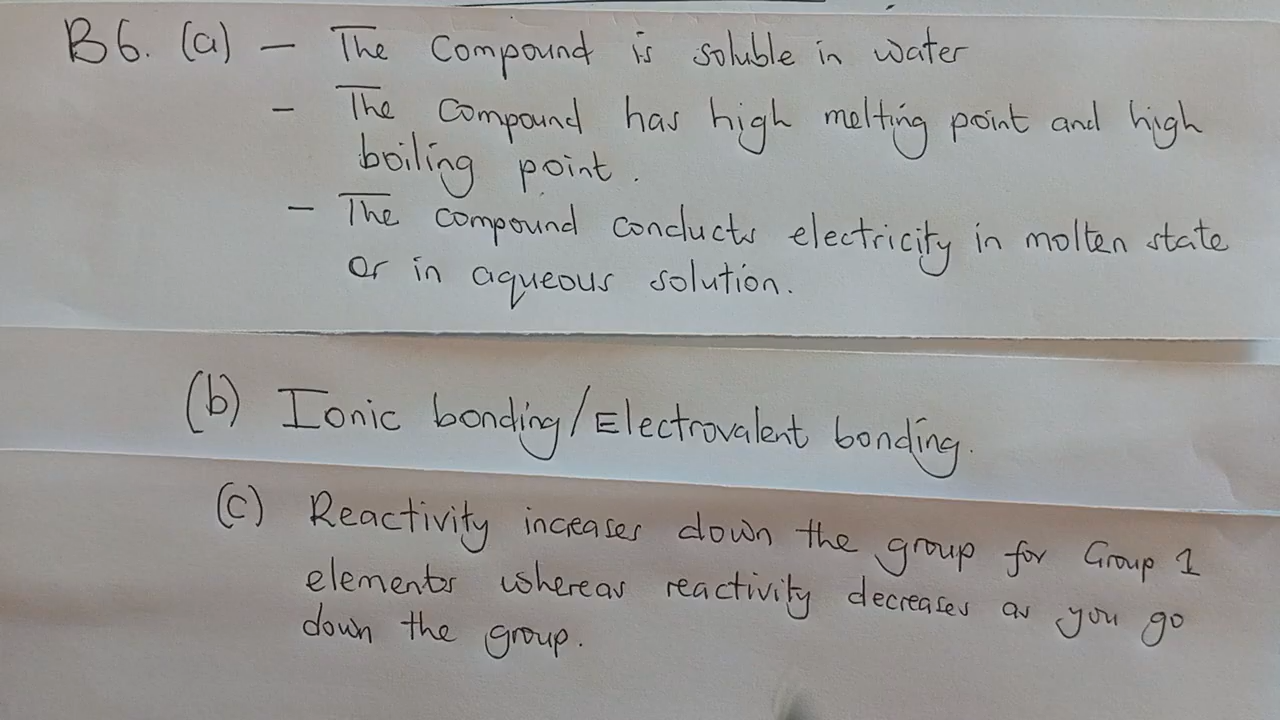 B6. (a) – The compound is soluble in water
– The compound has high melting point and high
boiling point.
– The compound conducts electricity in molten state
or in aqueous solution.
(b) Ionic bonding/Electrovalent bonding.
(c) Reactivity increases down the group for Group 1
elements whereas reactivity decreases as you go
down the group.